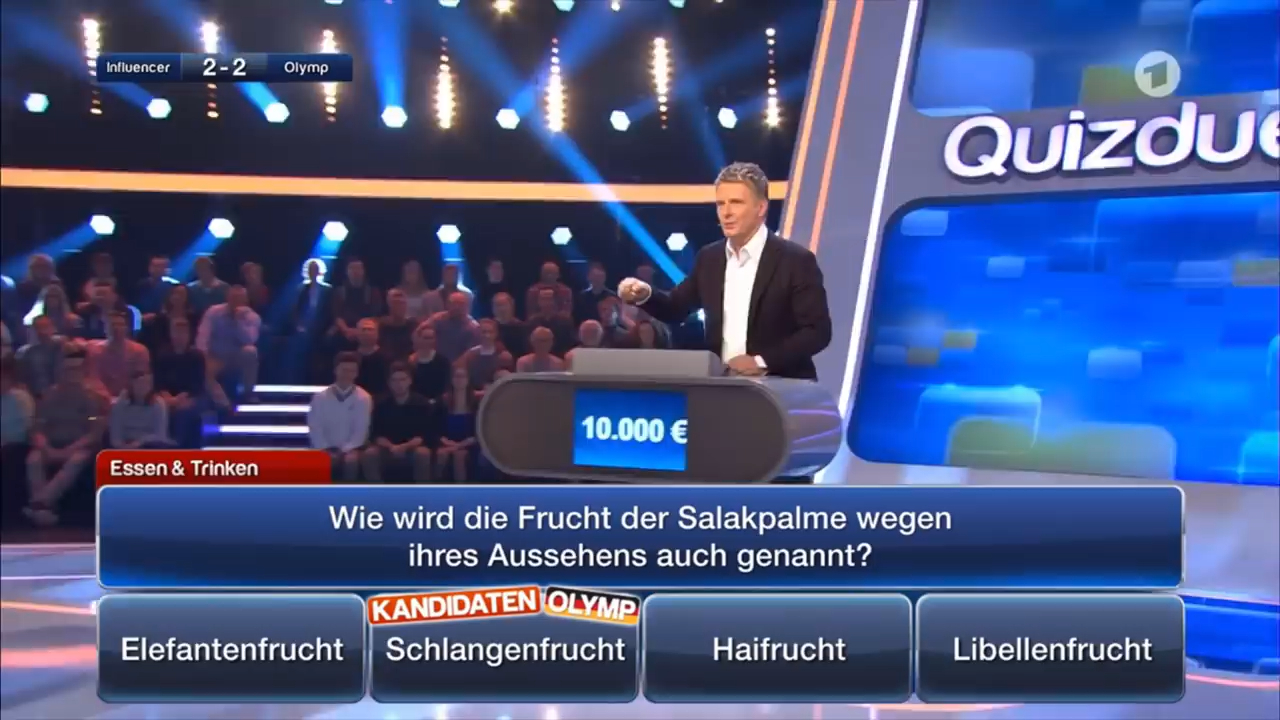 Influencer 2-2 Olymp
1
Quizdue
10.000 €
Essen & Trinken
Wie wird die Frucht der Salakpalme wegen
ihres Aussehens auch genannt?
KANDIDATEN OLYMP
Elefantenfrucht Schlangenfrucht Haifrucht Libellenfrucht